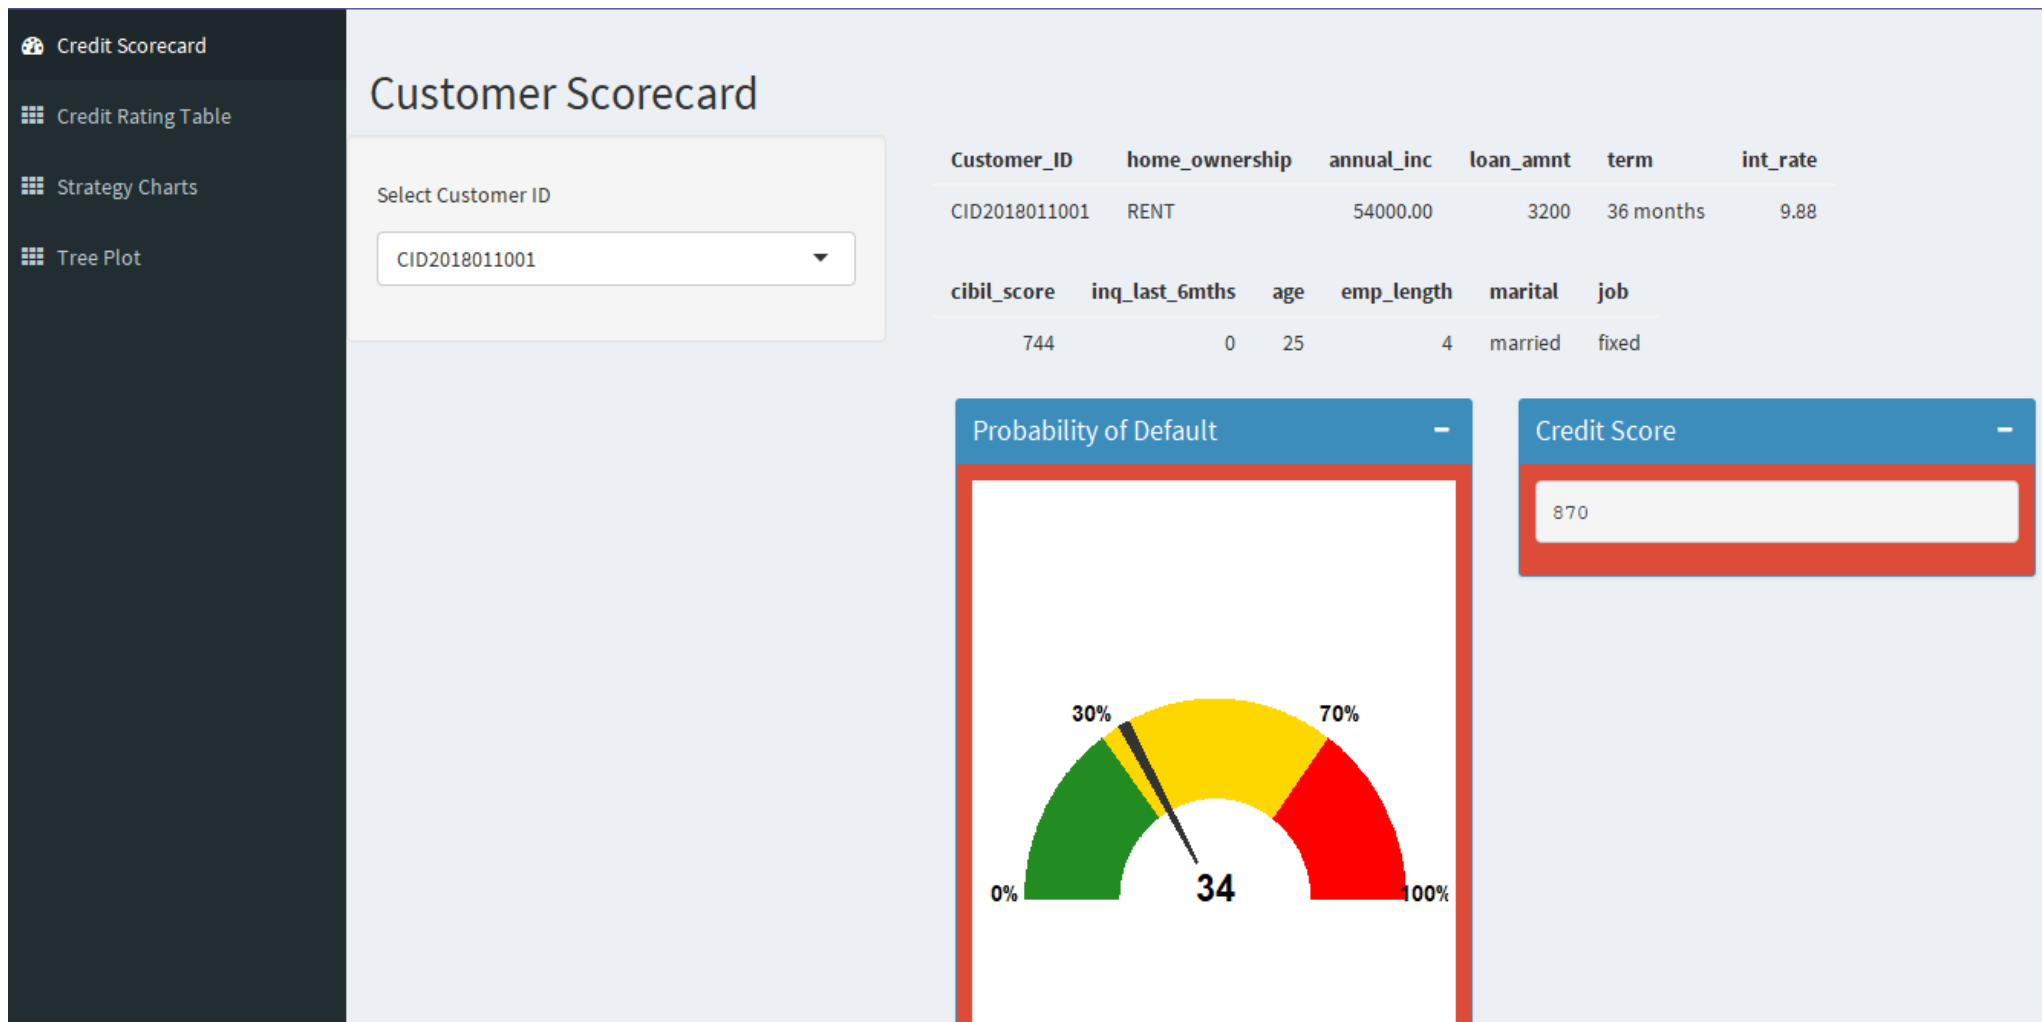 Credit Scorecard
Credit Rating Table
Strategy Charts
Tree Plot
Customer Scorecard
Select Customer ID
CID2018011001
Customer_ID home_ownership annual_inc loan_amnt term int_rate
CID2018011001 RENT 54000.00 3200 36 months 9.88
cibil_score inq_last_6mths age emp_length marital job
744 0 25 4 married fixed
Probability of Default
30% 70%
0% 34 100%
Credit Score
870